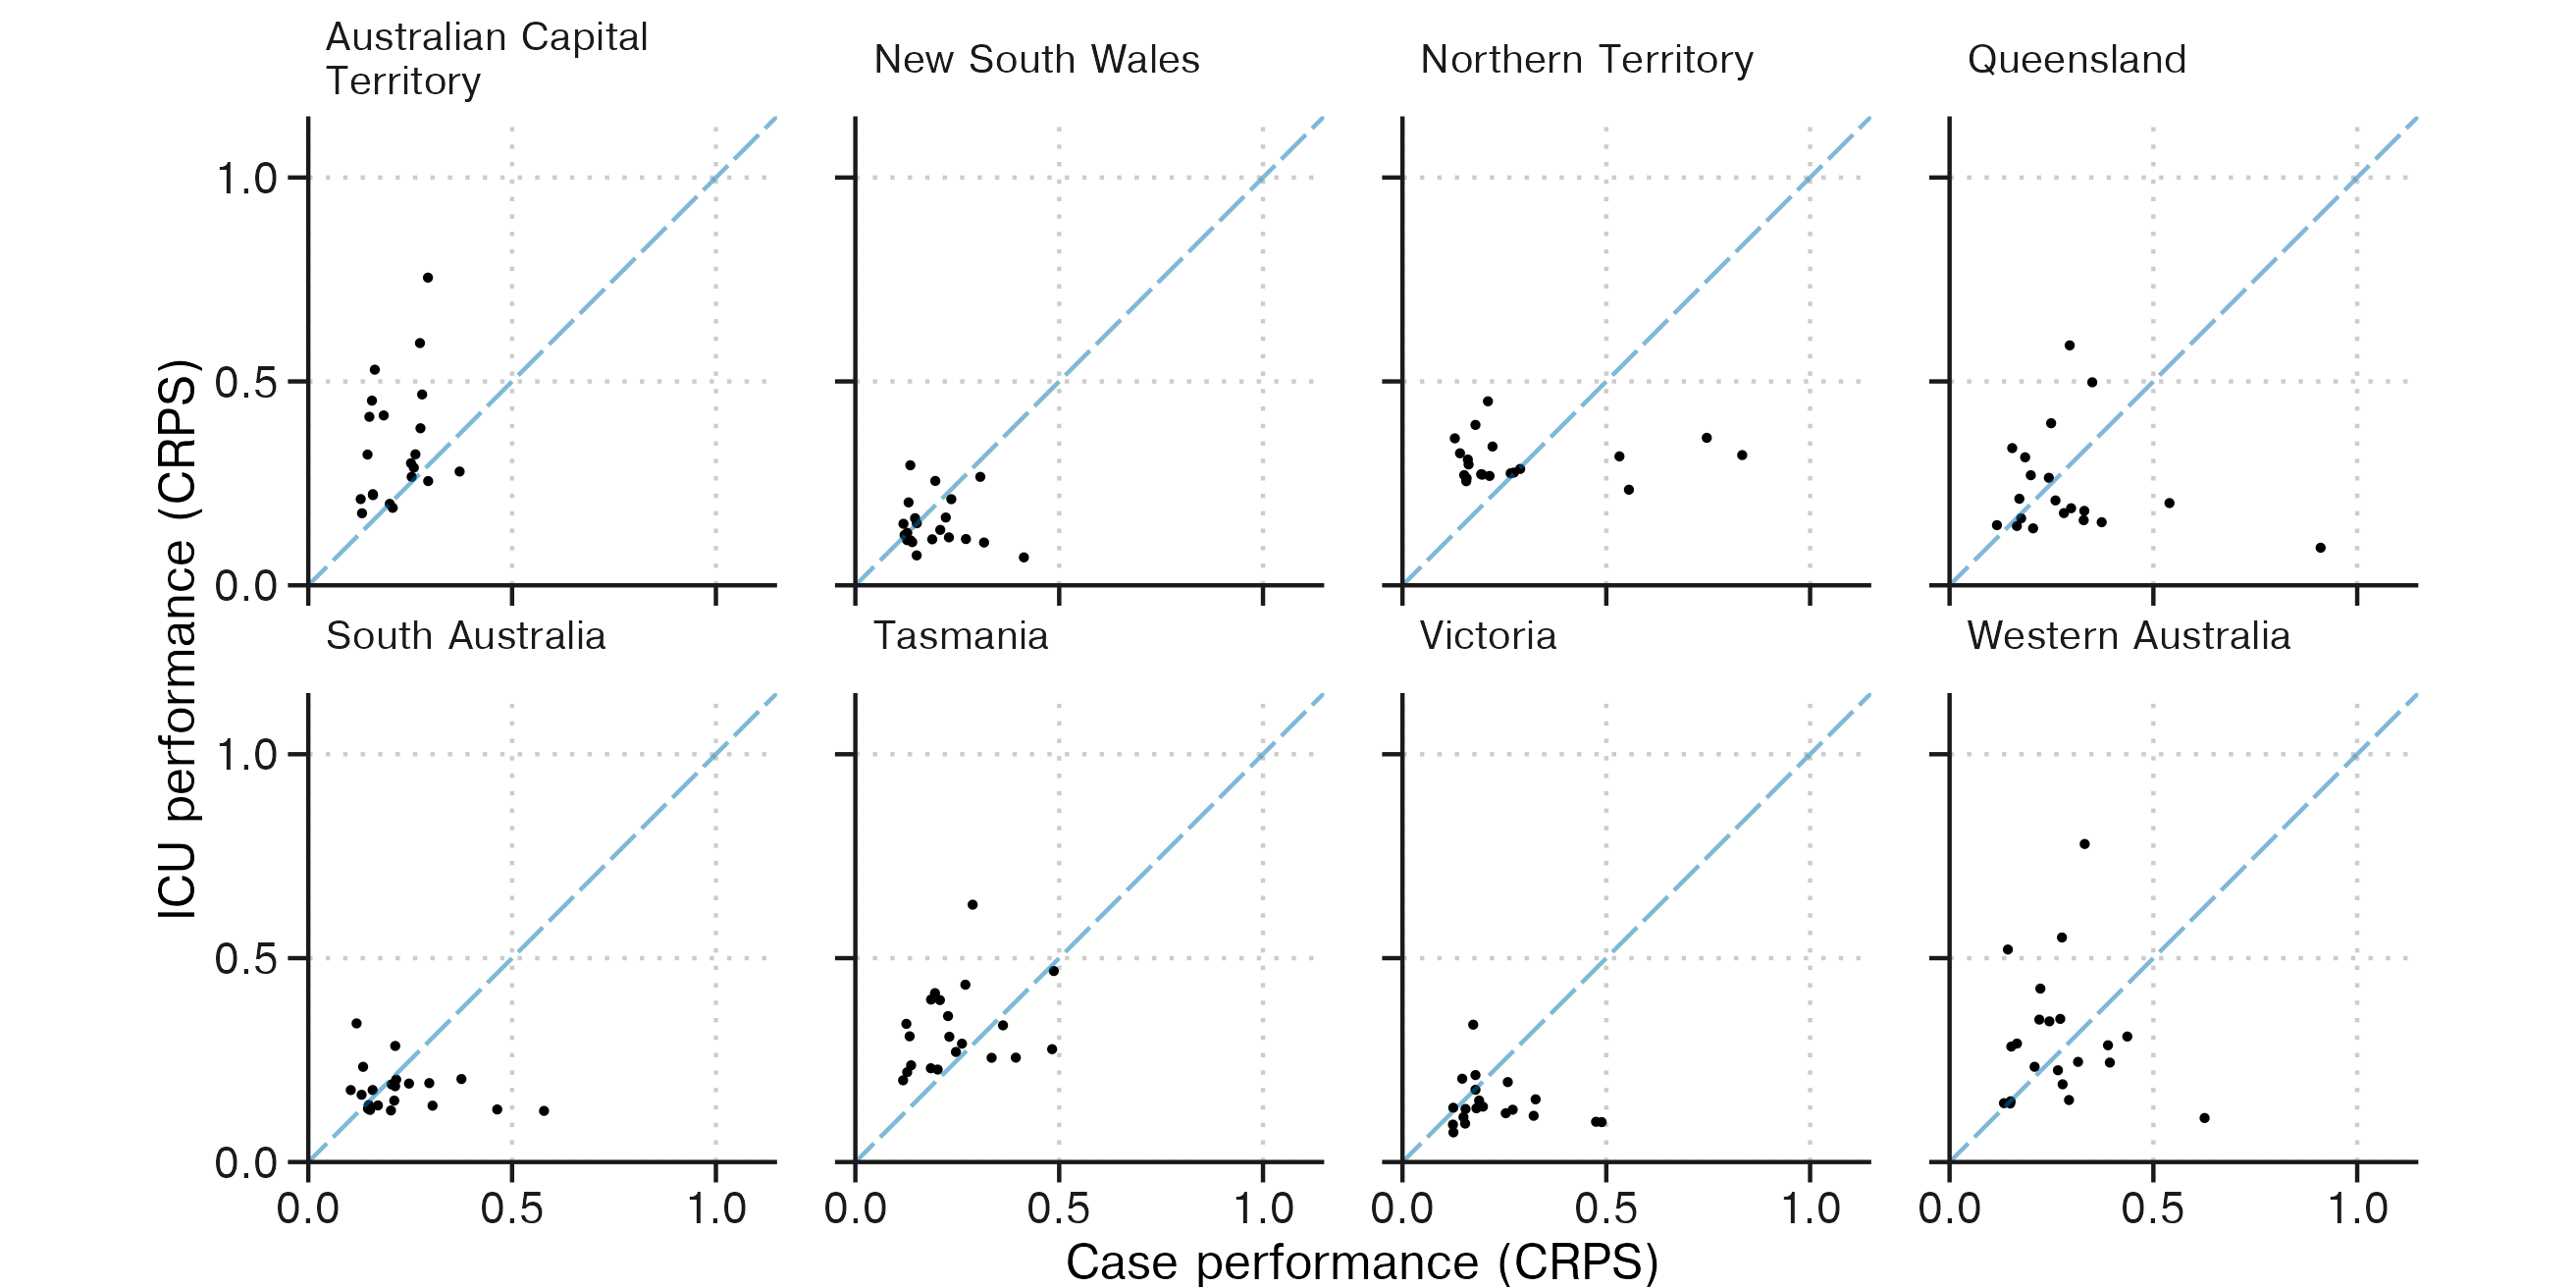 Australian Capital
Territory
New South Wales
Northern Territory
Queensland
1.0
0.5
0.0
South Australia
Tasmania
Victoria
Western Australia
1.0
0.5
0.0
0.0 0.5 1.0 0.0 0.5 1.0 0.0 0.5 1.0 0.0 0.5 1.0
ICU performance (CRPS)
Case performance (CRPS)